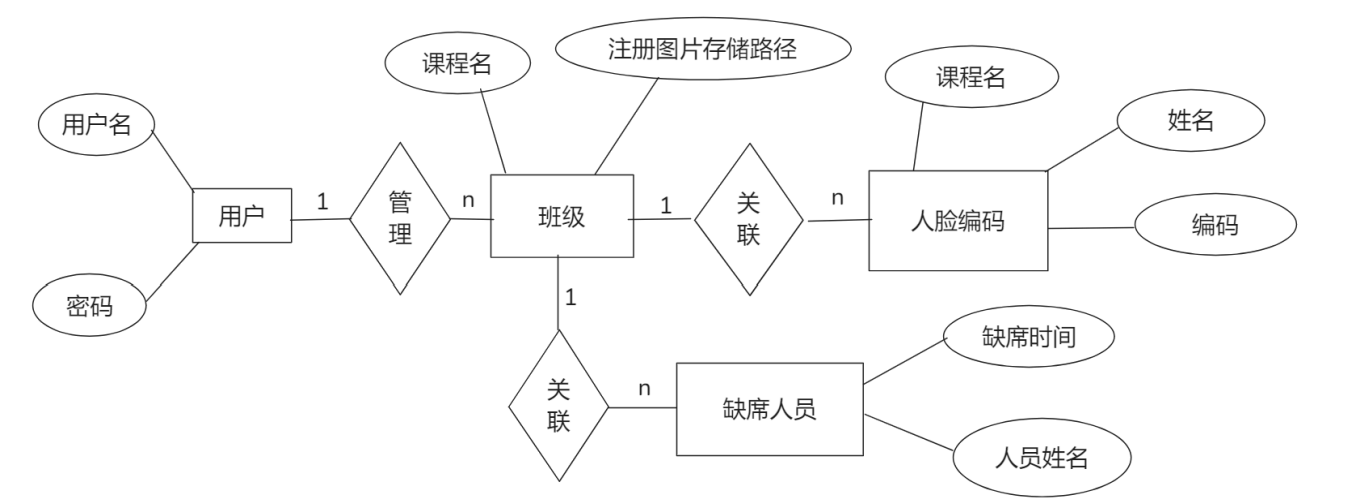 课程名
注册图片存储路径
课程名
用户名
姓名
用户
1
管
理
n
班级
1
关
联
n
人脸编码
编码
密码
1
缺席时间
关
联
n
缺席人员
人员姓名